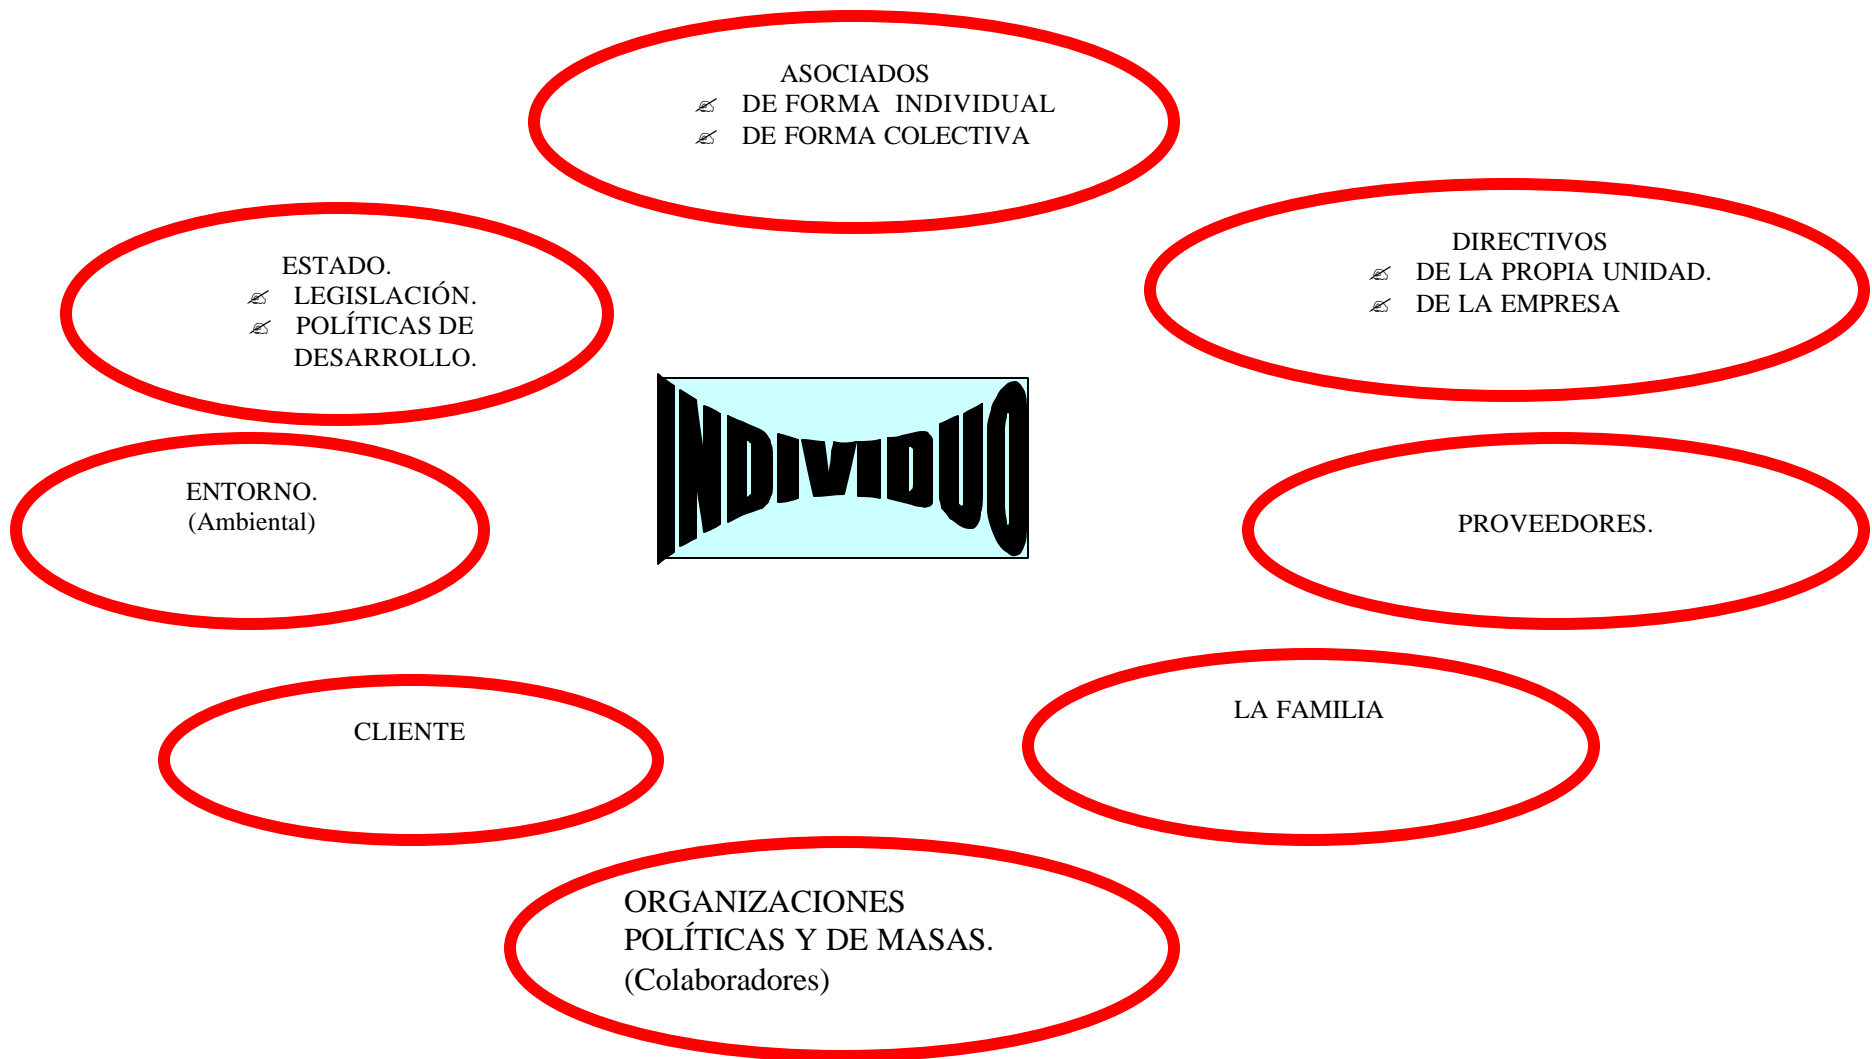 ASOCIADOS
DE FORMA INDIVIDUAL
DE FORMA COLECTIVA
DIRECTIVOS
DE LA PROPIA UNIDAD.
DE LA EMPRESA
ESTADO.
LEGISLACIÓN.
POLÍTICAS DE
DESARROLLO.
INDIVIDUO
ENTORNO.
(Ambiental)
PROVEEDORES.
CLIENTE
LA FAMILIA
ORGANIZACIONES
POLÍTICAS Y DE MASAS.
(Colaboradores)